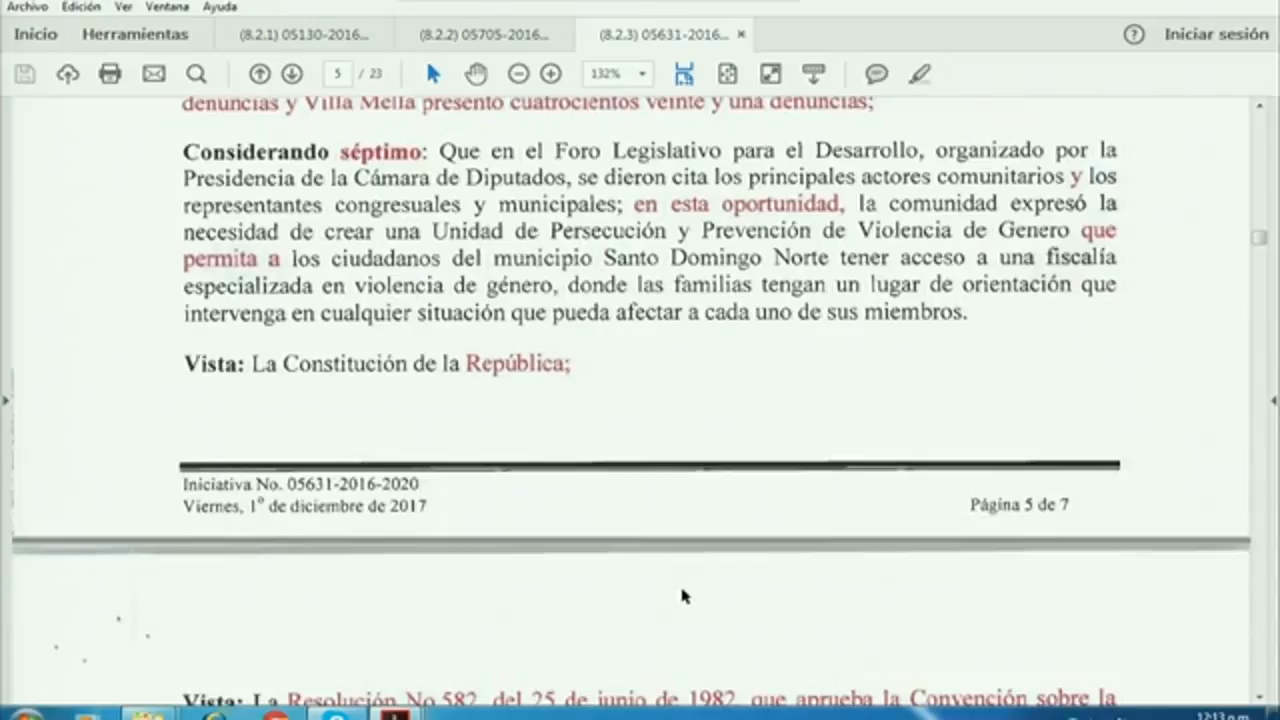 Archivo Edición Ver Ventana Ayuda
Inicio Herramientas (8.2.1) 05130-2016... (8.2.2) 05705-2016... (8.2.3) 05631-2016... × ? Iniciar sesión
5 / 23 132%
denuncias y Villa Mella presento cuatrocientos veinte y una denuncias;
Considerando séptimo: Que en el Foro Legislativo para el Desarrollo, organizado por la
Presidencia de la Cámara de Diputados, se dieron cita los principales actores comunitarios y los
representantes congresuales y municipales; en esta oportunidad, la comunidad expresó la
necesidad de crear una Unidad de Persecución y Prevención de Violencia de Genero que
permita a los ciudadanos del municipio Santo Domingo Norte tener acceso a una fiscalía
especializada en violencia de género, donde las familias tengan un lugar de orientación que
intervenga en cualquier situación que pueda afectar a cada uno de sus miembros.
Vista: La Constitución de la República;
Iniciativa No. 05631-2016-2020
Viernes, 1º de diciembre de 2017 Página 5 de 7
Vista: La Resolución No.582, del 25 de junio de 1982, que aprueba la Convención sobre la
12:13 p.m.